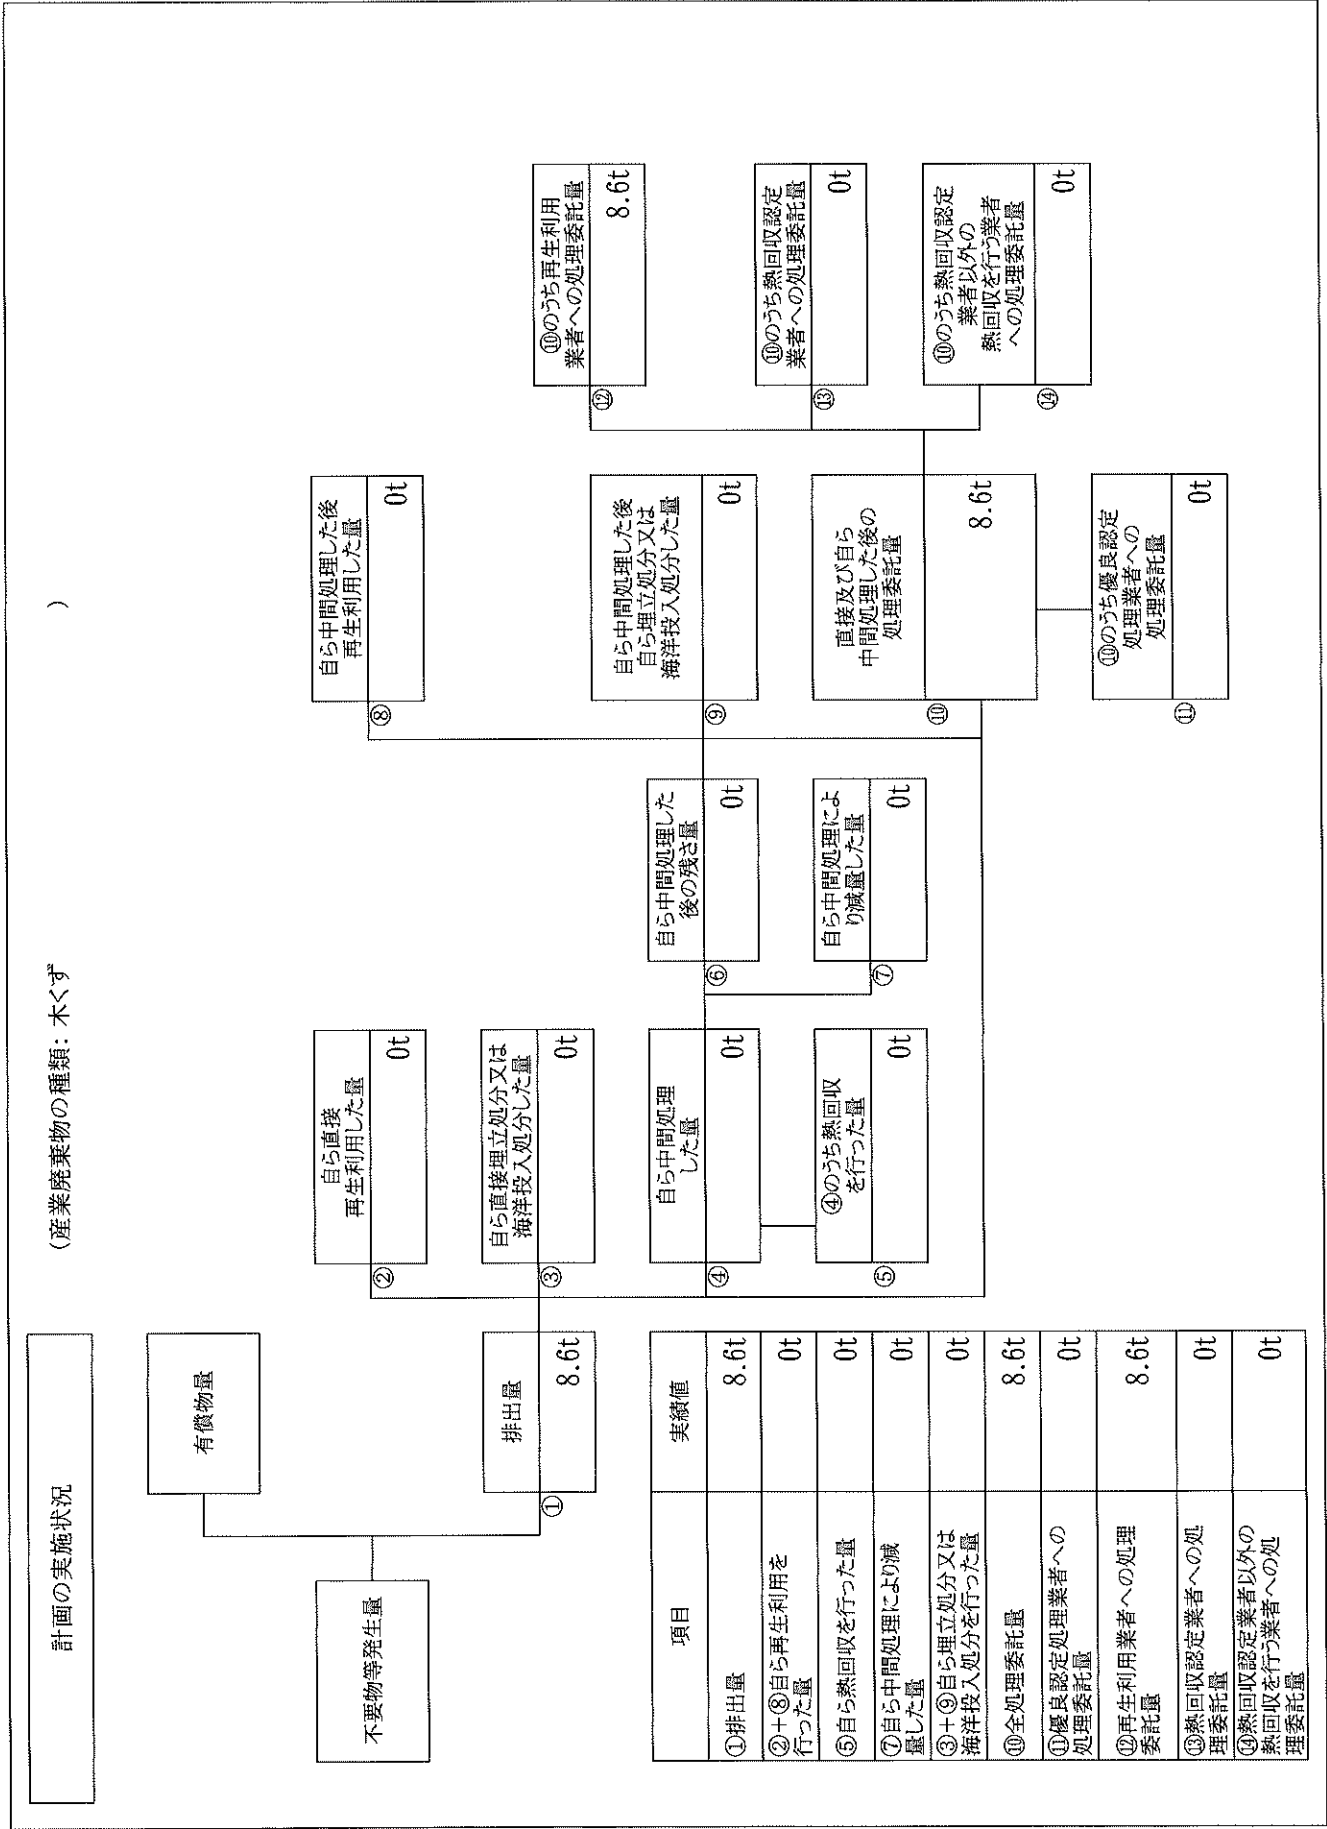 計画の実施状況
(産業廃棄物の種類：木くず )
不要物等発生量
有償物量
排出量
①
8.6t
自ら直接
再生利用した量
②
0t
自ら直接埋立処分又は
海洋投入処分した量
③
0t
自ら中間処理
した量
④
0t
④のうち熱回収
を行った量
⑤
0t
自ら中間処理した
後の残さ量
⑥
0t
自ら中間処理によ
り減量した量
⑦
0t
自ら中間処理した後
再生利用した量
⑧
0t
自ら中間処理した後
自ら埋立処分又は
海洋投入処分した量
⑨
0t
直接及び自ら
中間処理した後の
処理委託量
⑩
8.6t
⑩のうち優良認定
処理業者への
処理委託量
⑪
0t
⑩のうち再生利用
業者への処理委託量
⑫
8.6t
⑩のうち熱回収認定
業者への処理委託量
⑬
0t
⑩のうち熱回収認定
業者以外の
熱回収を行う業者
への処理委託量
⑭
0t
項目 実績値
①排出量 8.6t
②+⑧自ら再生利用を
行った量 0t
⑤自ら熱回収を行った量 0t
⑦自ら中間処理により減
量した量 0t
③+⑨自ら埋立処分又は
海洋投入処分を行った量 0t
⑩全処理委託量 8.6t
⑪優良認定処理業者への
処理委託量 0t
⑫再生利用業者への処理
委託量 8.6t
⑬熱回収認定業者への処
理委託量 0t
⑭熱回収認定業者以外の
熱回収を行う業者への処
理委託量 0t